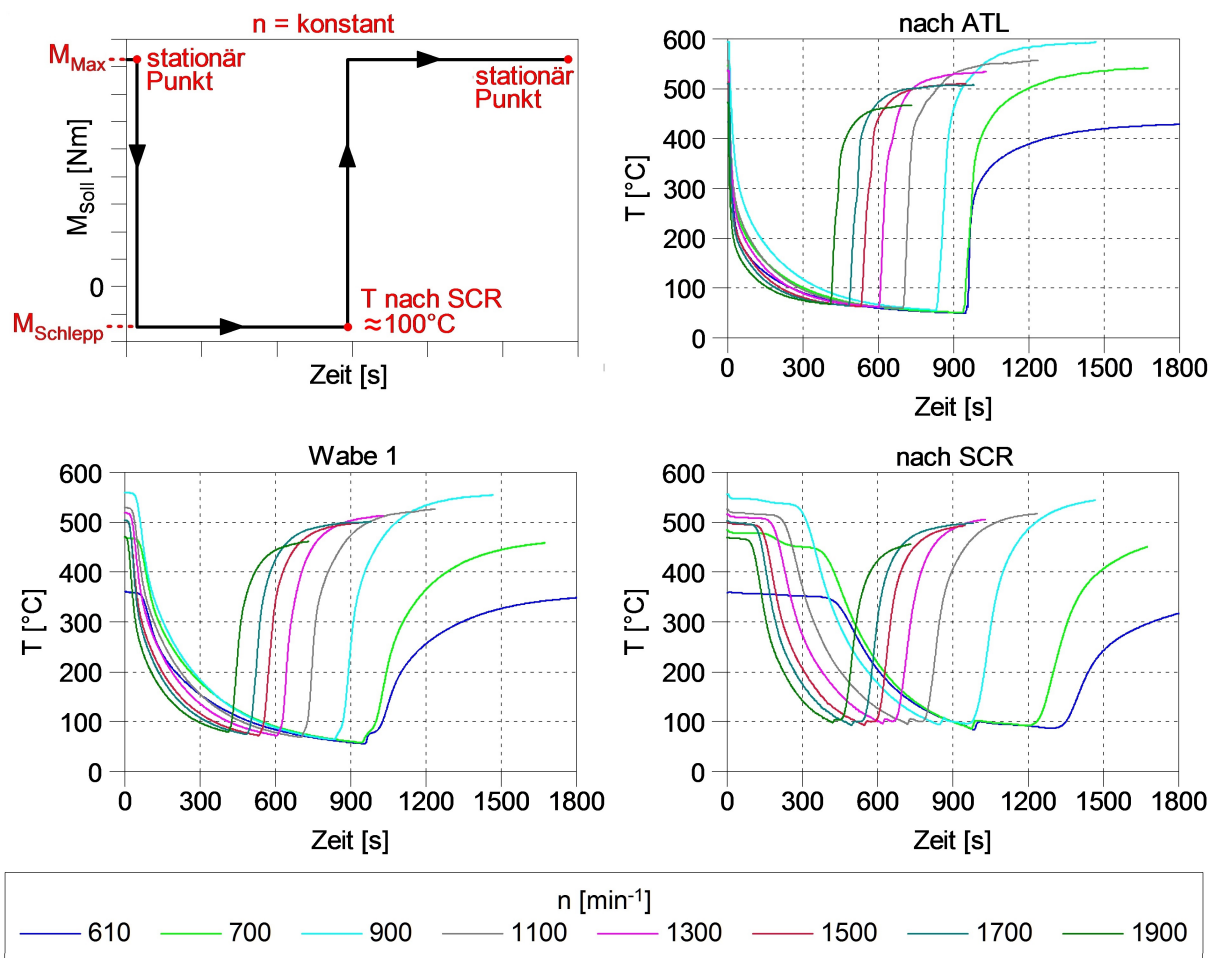 n = konstant
M_Max
stationär
Punkt
stationär
Punkt
M_Soll [Nm]
0
T nach SCR
≈100°C
M_Schlepp
Zeit [s]
nach ATL
600
500
400
300
200
100
0
T [°C]
0 300 600 900 1200 1500 1800
Zeit [s]
Wabe 1
600
500
400
300
200
100
0
T [°C]
0 300 600 900 1200 1500 1800
Zeit [s]
nach SCR
600
500
400
300
200
100
0
T [°C]
0 300 600 900 1200 1500 1800
Zeit [s]
n [min⁻¹]
610 700 900 1100 1300 1500 1700 1900